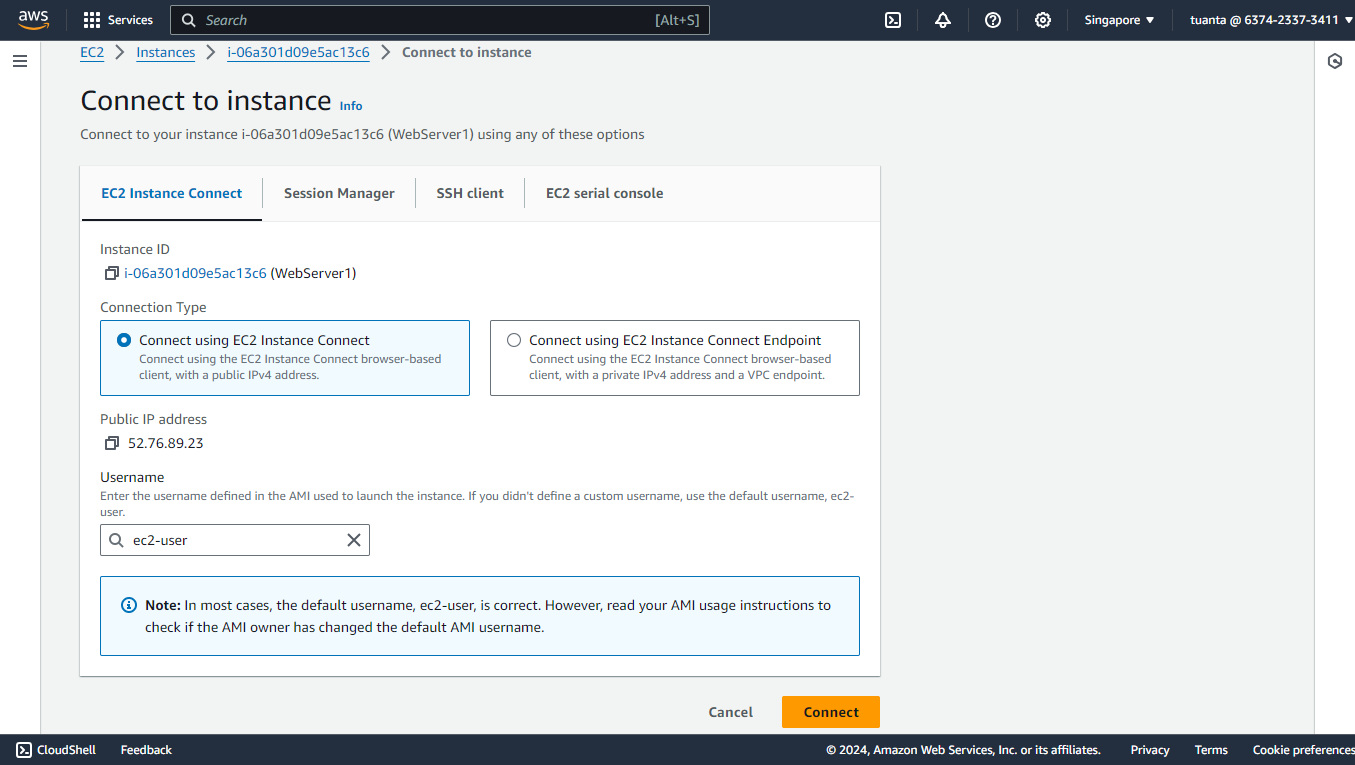 aws Services Search [Alt+S] Singapore tuanta @ 6374-2337-3411
EC2 Instances i-06a301d09e5ac13c6 Connect to instance
Connect to instance Info
Connect to your instance i-06a301d09e5ac13c6 (WebServer1) using any of these options
EC2 Instance Connect Session Manager SSH client EC2 serial console
Instance ID
i-06a301d09e5ac13c6 (WebServer1)
Connection Type
Connect using EC2 Instance Connect
Connect using the EC2 Instance Connect browser-based
client, with a public IPv4 address.
Connect using EC2 Instance Connect Endpoint
Connect using the EC2 Instance Connect browser-based
client, with a private IPv4 address and a VPC endpoint.
Public IP address
52.76.89.23
Username
Enter the username defined in the AMI used to launch the instance. If you didn't define a custom username, use the default username, ec2-
user.
ec2-user
Note: In most cases, the default username, ec2-user, is correct. However, read your AMI usage instructions to
check if the AMI owner has changed the default AMI username.
Cancel Connect
CloudShell Feedback © 2024, Amazon Web Services, Inc. or its affiliates. Privacy Terms Cookie preferences